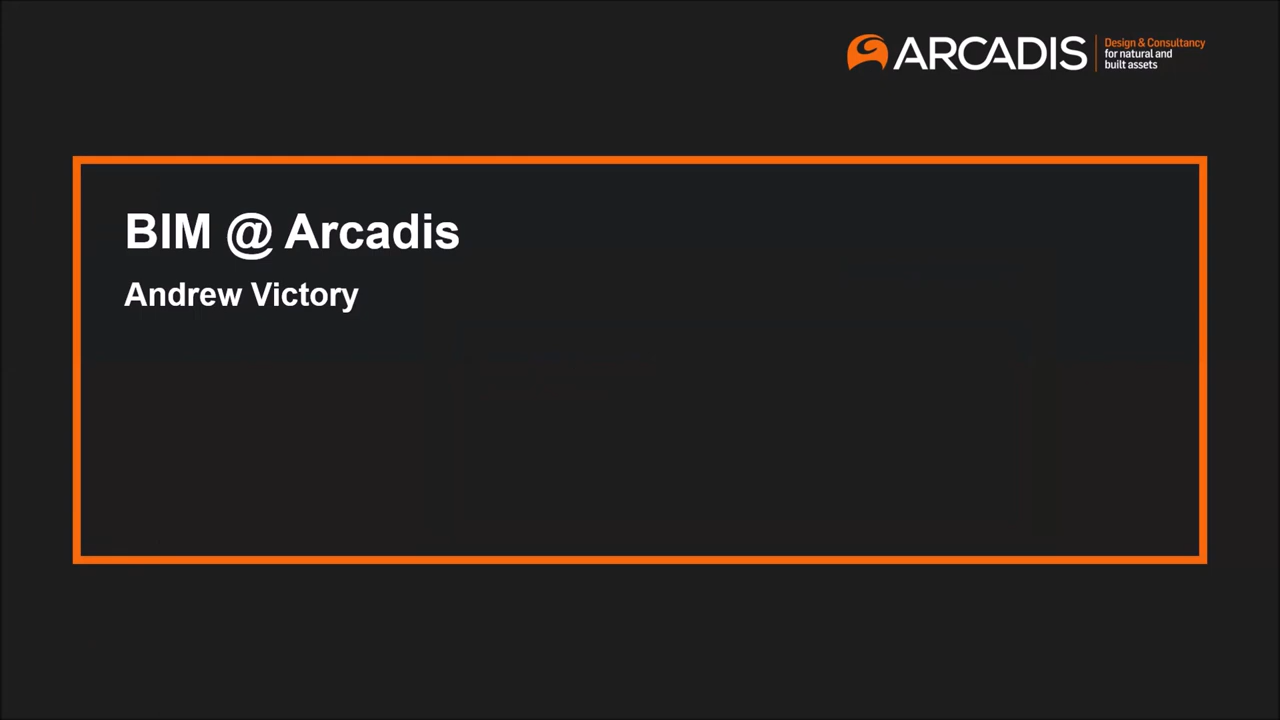 ARCADIS
Design & Consultancy
for natural and
built assets
BIM @ Arcadis
Andrew Victory